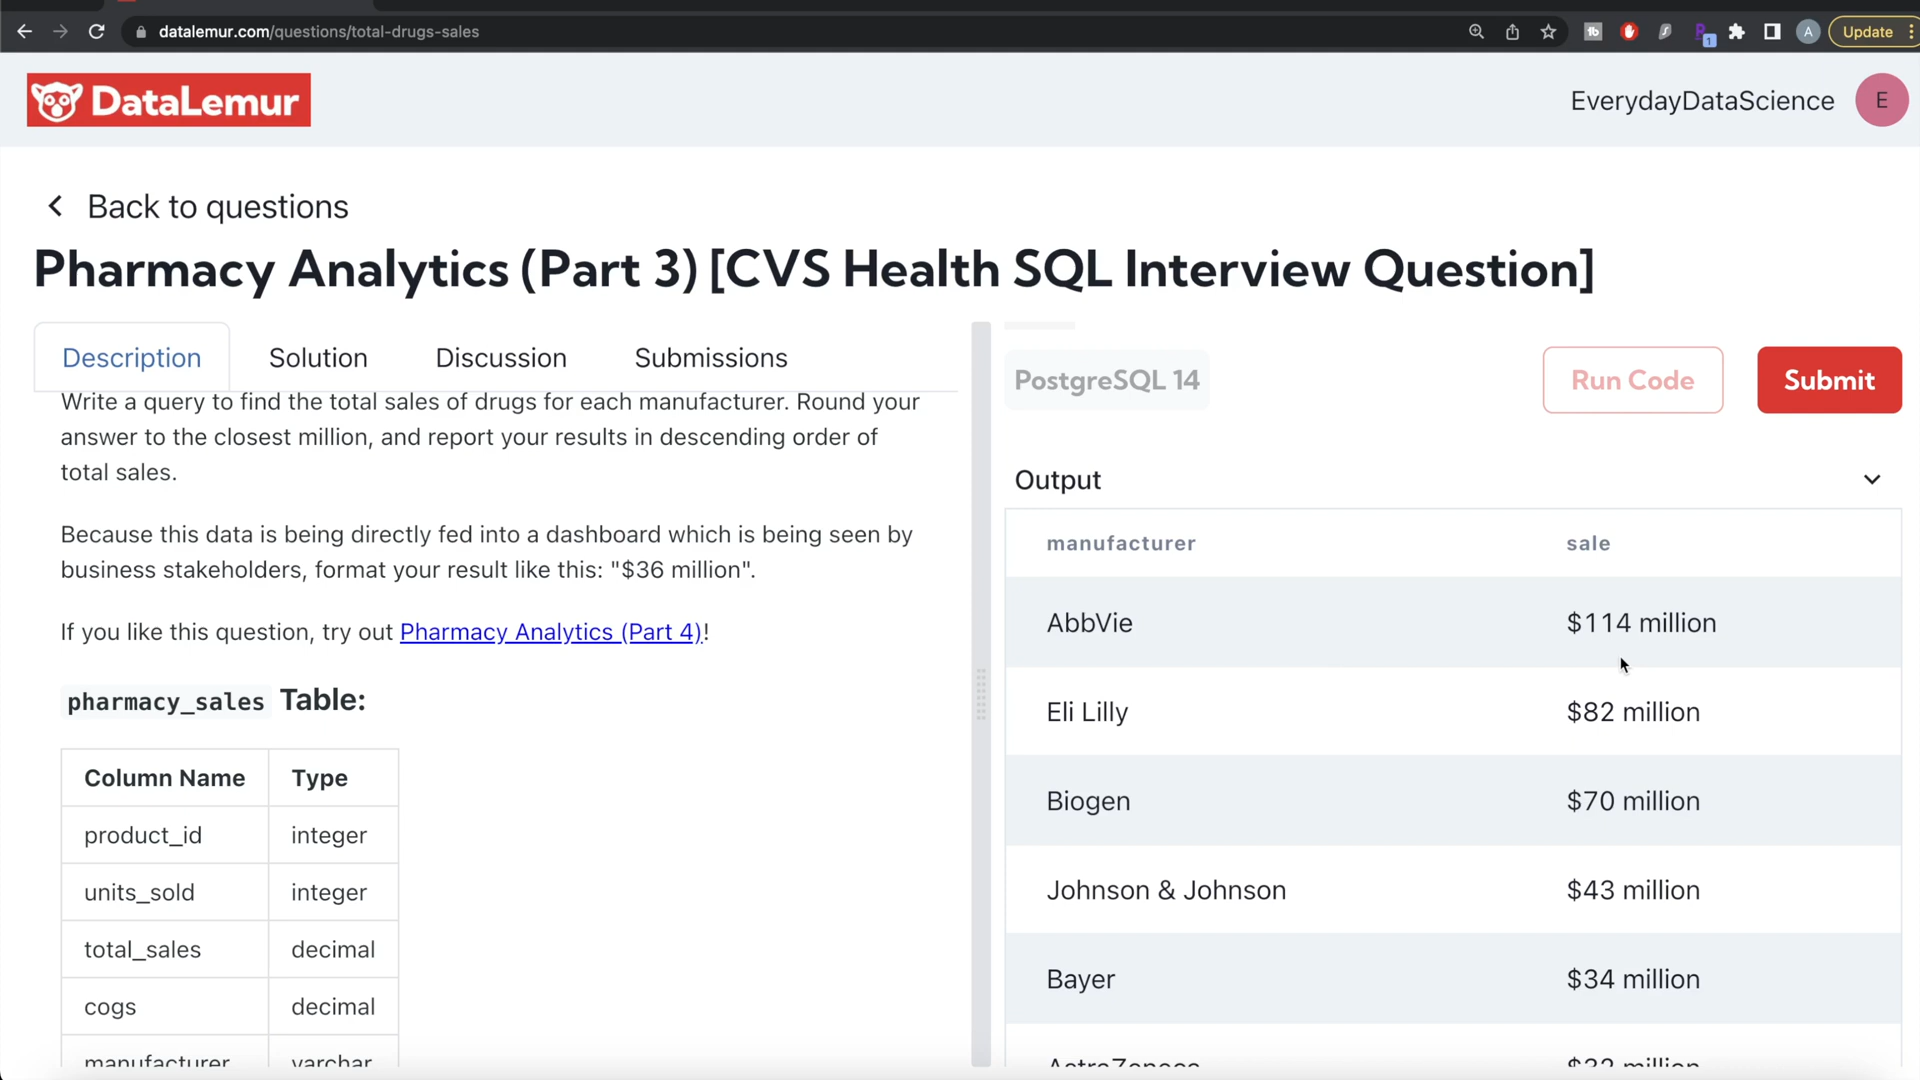 datalemur.com/questions/total-drugs-sales
1
A
Update
DataLemur
EverydayDataScience
E
Back to questions
Pharmacy Analytics (Part 3) [CVS Health SQL Interview Question]
Description
Solution
Discussion
Submissions
Write a query to find the total sales of drugs for each manufacturer. Round your
answer to the closest million, and report your results in descending order of
total sales.
Because this data is being directly fed into a dashboard which is being seen by
business stakeholders, format your result like this: "$36 million".
If you like this question, try out Pharmacy Analytics (Part 4)!
pharmacy_sales Table:
Column Name Type
product_id integer
units_sold integer
total_sales decimal
cogs decimal
manufacturer varchar
PostgreSQL 14
Run Code
Submit
Output
manufacturer sale
AbbVie $114 million
Eli Lilly $82 million
Biogen $70 million
Johnson & Johnson $43 million
Bayer $34 million
AstraZeneca $32 million